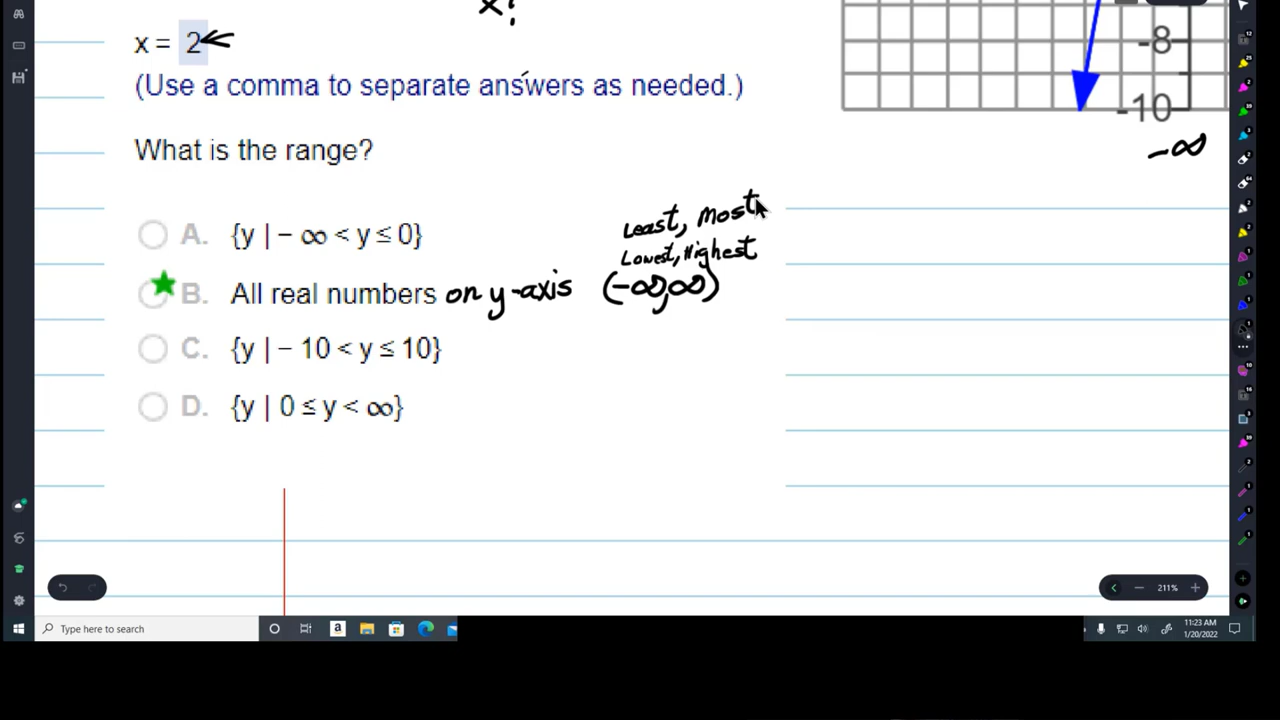 x?
x = 2
(Use a comma to separate answers as needed.)
-8
-10
-∞
What is the range?
Least, Most
Lowest, Highest
A. {y | - ∞ < y ≤ 0}
B. All real numbers on y-axis (-∞,∞)
C. {y | - 10 < y ≤ 10}
D. {y | 0 ≤ y < ∞}
211%
Type here to search
a
11:23 AM
1/20/2022